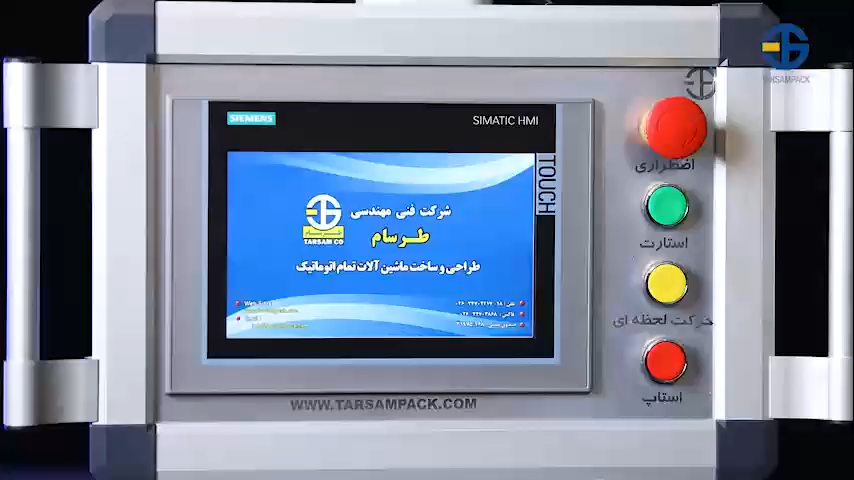 TARSAMPACK
SIEMENS
SIMATIC HMI
TOUCH
شرکت فنی مهندسی
طرسام
TARSAM CO
طراحی و ساخت ماشین آلات تمام اتوماتیک
اضطراری
استارت
حرکت لحظه ای
استاپ
WWW.TARSAMPACK.COM